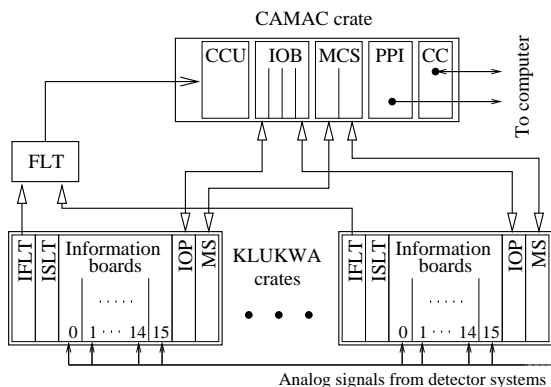 CAMAC crate
CCU IOB MCS PPI CC
To computer
FLT
IFLT ISLT Information boards IOP MS
. . . . .
0 1 · · · 14 15
KLUKWA crates
• • •
IFLT ISLT Information boards IOP MS
. . . . .
0 1 · · · 14 15
Analog signals from detector systems